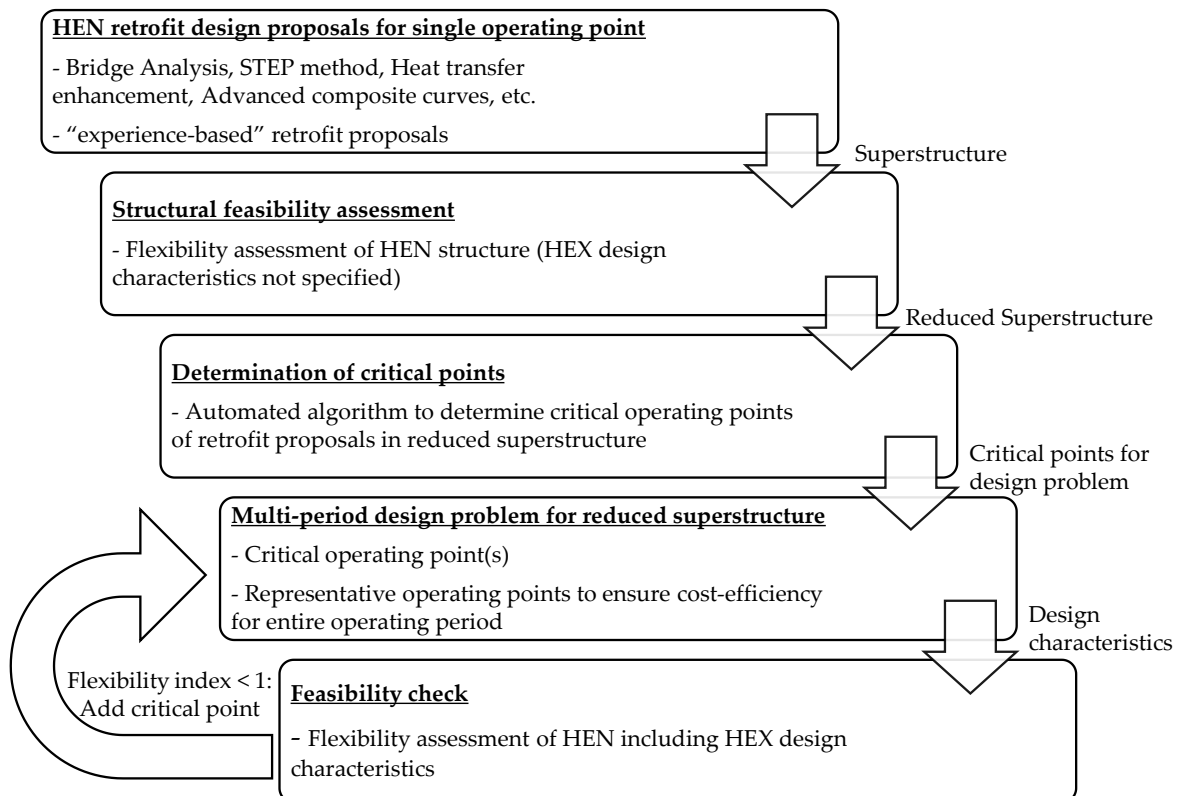 HEN retrofit design proposals for single operating point
- Bridge Analysis, STEP method, Heat transfer
enhancement, Advanced composite curves, etc.
- “experience-based” retrofit proposals
Superstructure
Structural feasibility assessment
- Flexibility assessment of HEN structure (HEX design
characteristics not specified)
Reduced Superstructure
Determination of critical points
- Automated algorithm to determine critical operating points
of retrofit proposals in reduced superstructure
Critical points for
design problem
Multi-period design problem for reduced superstructure
- Critical operating point(s)
- Representative operating points to ensure cost-efficiency
for entire operating period
Design
characteristics
Flexibility index < 1:
Add critical point
Feasibility check
- Flexibility assessment of HEN including HEX design
characteristics